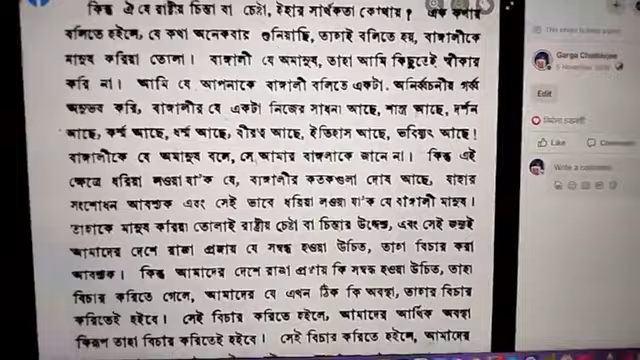 কিন্তু ঐ যে রাষ্ট্রীয় চিন্তা বা চেষ্টা, ইহার সার্থকতা কোথায়? এক কথায়
বলিতে হইলে, যে কথা অনেকবার শুনিয়াছি, তাহাই বলিতে হয়, বাঙ্গালীকে
মানুষ করিয়া তোলা। বাঙ্গালী যে অমানুষ, তাহা আমি কিছুতেই স্বীকার
করি না। আমি যে আপনাকে বাঙ্গালী বলিতে একটা অনির্ব্বচনীয় গর্ব্ব
অনুভব করি, বাঙ্গালীর যে একটা নিজের সাধনা আছে, শাস্ত্র আছে, দর্শন
আছে, কর্ম্ম আছে, ধর্ম্ম আছে, বীরত্ব আছে, ইতিহাস আছে, ভবিষ্যৎ আছে!
বাঙ্গালীকে যে অমানুষ বলে, সে আমার বাঙ্গলাকে জানে না। কিন্তু এই
ক্ষেত্রে ধরিয়া লওয়া যা'ক যে, বাঙ্গালীর কতকগুলা দোষ আছে, যাহার
সংশোধন আবশ্যক এবং সেই ভাবে ধরিয়া লওয়া যা'ক যে বাঙ্গালী মানুষ।
তাহাকে মানুষ করিয়া তোলাই রাষ্ট্রীয় চেষ্টা বা চিন্তার উদ্দেশ্য, এবং সেই জন্যই
আমাদের দেশে রাজা প্রজায় যে সম্বন্ধ হওয়া উচিত, তাহা বিচার করা
আবশ্যক। কিন্তু আমাদের দেশে রাজা প্রজায় কি সম্বন্ধ হওয়া উচিত, তাহা
বিচার করিতে গেলে, আমাদের যে এখন ঠিক কি অবস্থা, তাহার বিচার
করিতেই হইবে। সেই বিচার করিতে হইলে, আমাদের আর্থিক অবস্থা
কিরূপ তাহা বিচার করিতেই হইবে। সেই বিচার করিতে হইলে, আমাদের
Garga Chatterjee
5 November
Edit
Like
Comment
Write a comment...